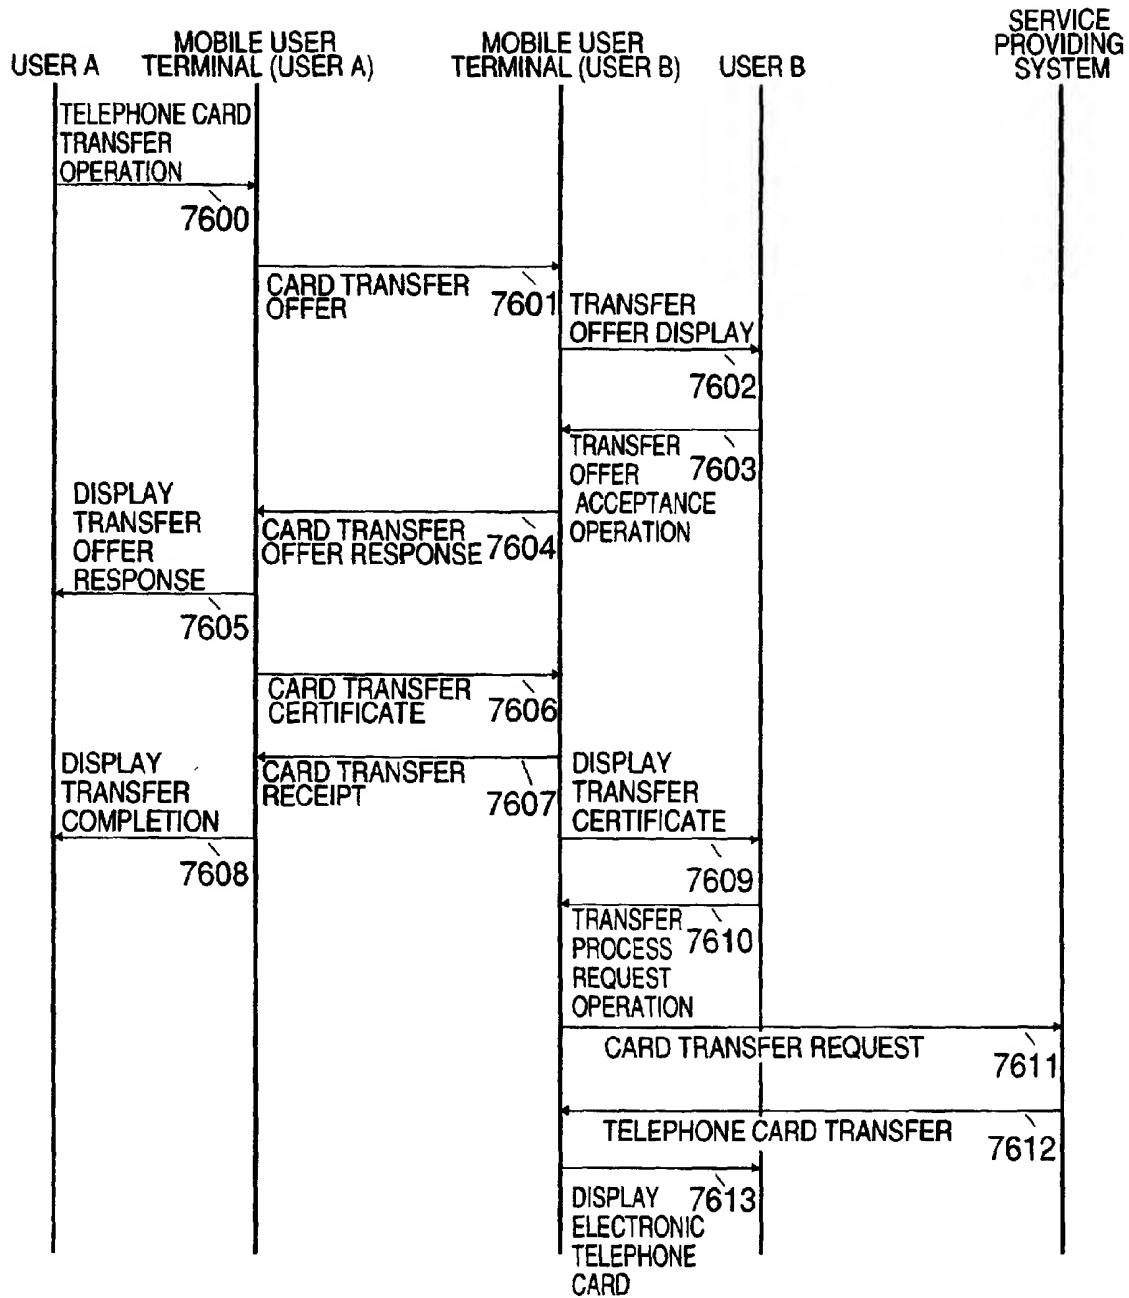 SERVICE
PROVIDING
SYSTEM
USER A
MOBILE USER
TERMINAL (USER A)
MOBILE USER
TERMINAL (USER B)
USER B
TELEPHONE CARD
TRANSFER
OPERATION
7600
CARD TRANSFER
OFFER
7601
TRANSFER
OFFER DISPLAY
7602
TRANSFER
OFFER
ACCEPTANCE
OPERATION
7603
CARD TRANSFER
OFFER RESPONSE
7604
DISPLAY
TRANSFER
OFFER
RESPONSE
7605
CARD TRANSFER
CERTIFICATE
7606
CARD TRANSFER
RECEIPT
7607
DISPLAY
TRANSFER
COMPLETION
7608
DISPLAY
TRANSFER
CERTIFICATE
7609
TRANSFER
PROCESS
REQUEST
OPERATION
7610
CARD TRANSFER REQUEST
7611
TELEPHONE CARD TRANSFER
7612
DISPLAY
ELECTRONIC
TELEPHONE
CARD
7613